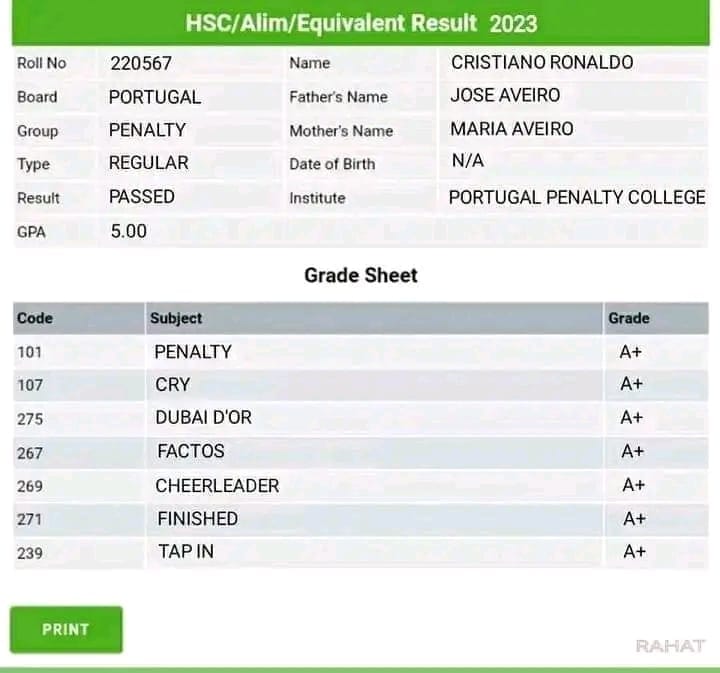 HSC/Alim/Equivalent Result 2023
Roll No 220567 Name CRISTIANO RONALDO
Board PORTUGAL Father's Name JOSE AVEIRO
Group PENALTY Mother's Name MARIA AVEIRO
Type REGULAR Date of Birth N/A
Result PASSED Institute PORTUGAL PENALTY COLLEGE
GPA 5.00
Grade Sheet
Code Subject Grade
101 PENALTY A+
107 CRY A+
275 DUBAI D'OR A+
267 FACTOS A+
269 CHEERLEADER A+
271 FINISHED A+
239 TAP IN A+
PRINT
RAHAT